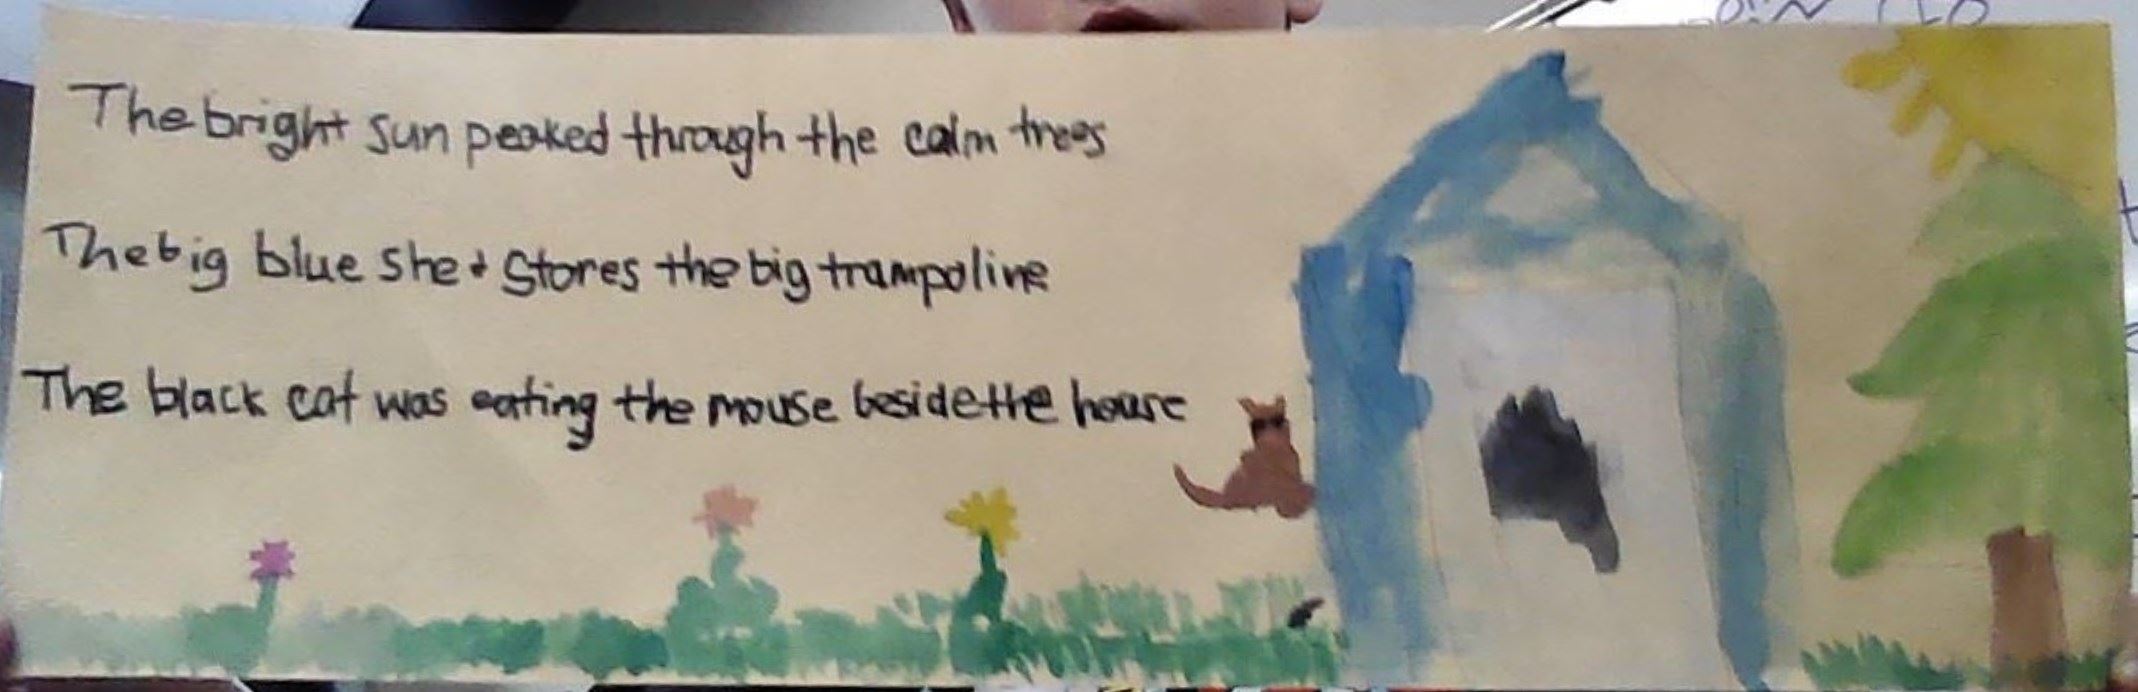 The bright sun peaked through the calm trees
The big blue shed stores the big trampoline
The black cat was eating the mouse beside the house